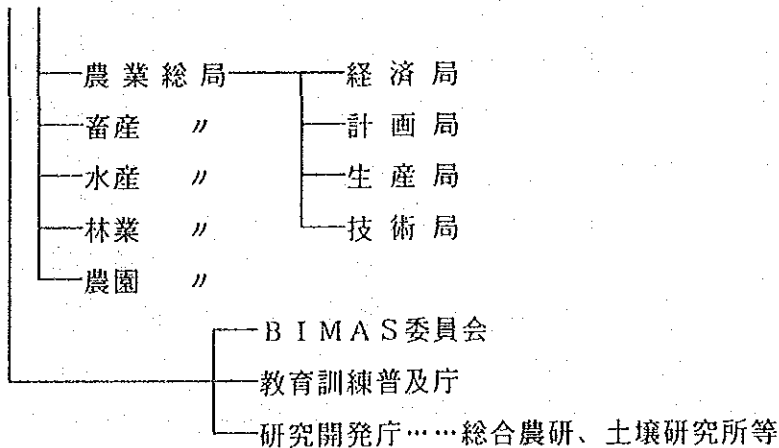 農業総局 経済局
畜産 〃 計画局
水産 〃 生産局
林業 〃 技術局
農園 〃
BIMAS委員会
教育訓練普及庁
研究開発庁……総合農研、土壌研究所等